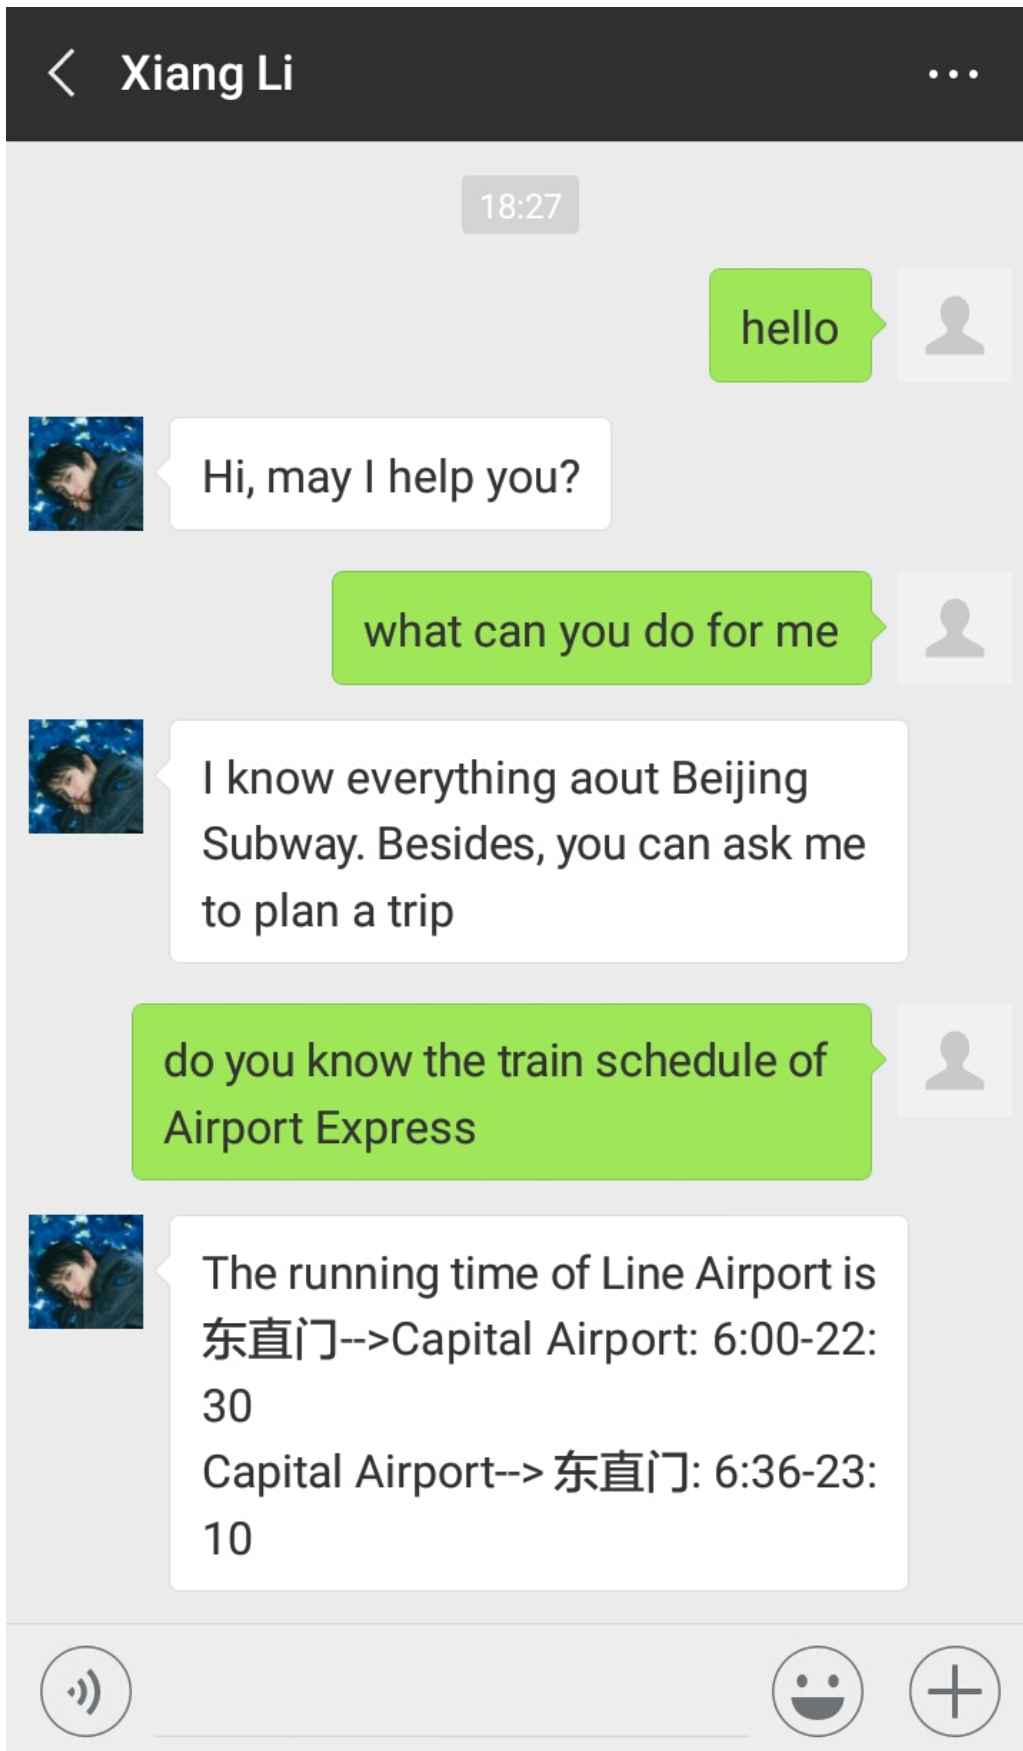 Xiang Li
18:27
hello
Hi, may I help you?
what can you do for me
I know everything aout Beijing
Subway. Besides, you can ask me
to plan a trip
do you know the train schedule of
Airport Express
The running time of Line Airport is
东直门-->Capital Airport: 6:00-22:
30
Capital Airport--> 东直门: 6:36-23:
10